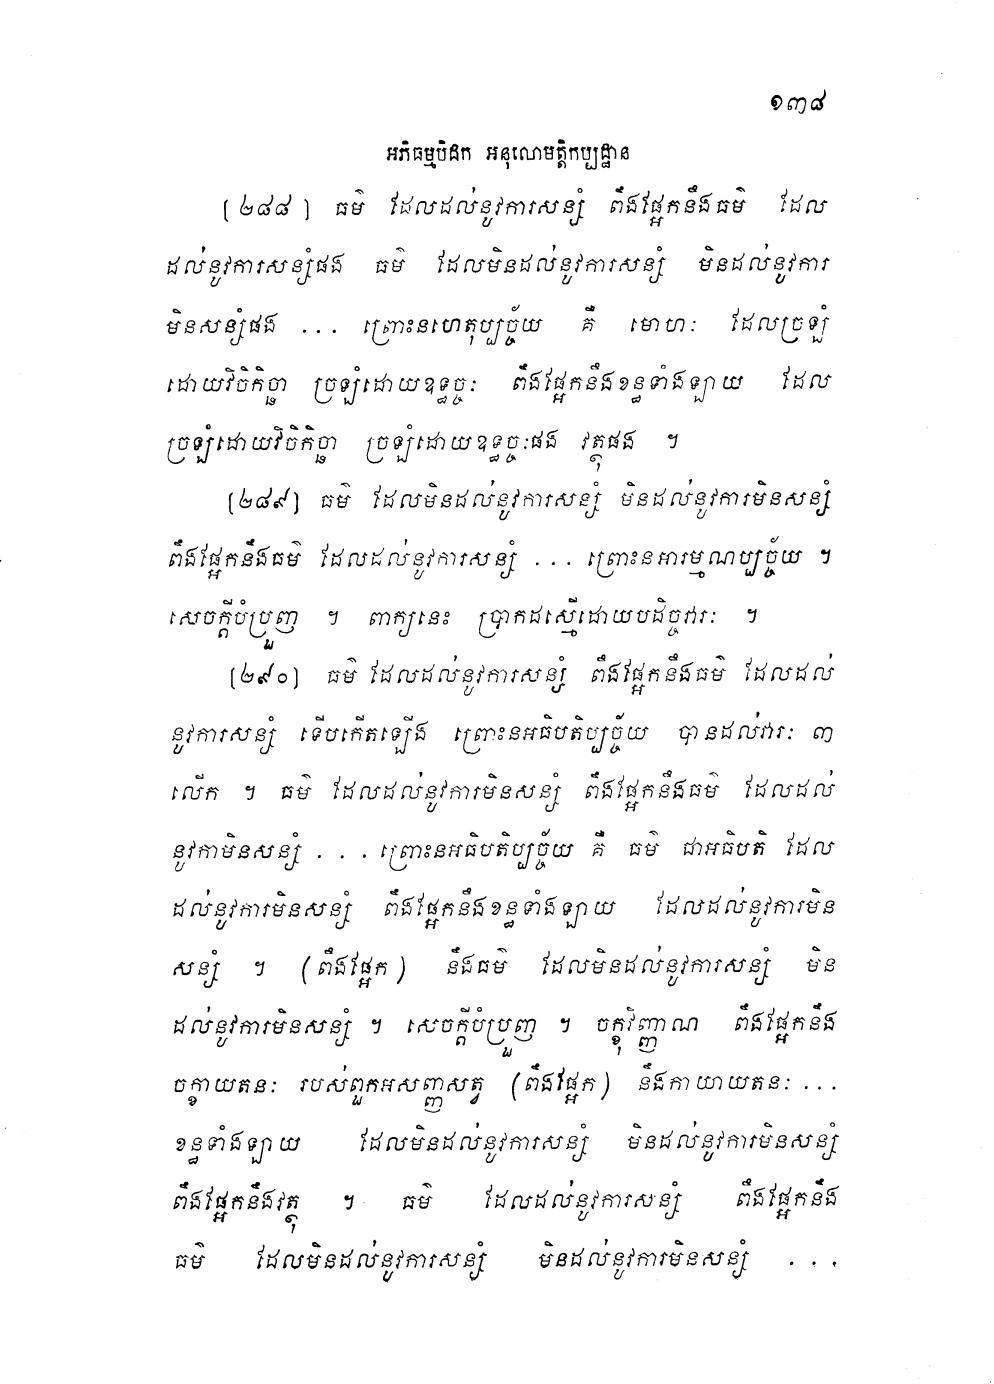 ១៣៨
អភិធម្មបិដក អនុលោមត្តិកប្បដ្ឋាន
[២៨៨] ធម៌ ដែលដល់នូវការសន្សំ ពឹងផ្អែកនឹងធម៌ ដែល
ដល់នូវការសន្សំផង ធម៌ ដែលមិនដល់នូវការសន្សំ មិនដល់នូវការ
មិនសន្សំផង ... ព្រោះនហេតុប្បច្ច័យ គឺ មោហៈ ដែលច្រឡំ
ដោយវិចិកិច្ឆា ច្រឡំដោយឧទ្ធច្ចៈ ពឹងផ្អែកនឹងខន្ធទាំងឡាយ ដែល
ច្រឡំដោយវិចិកិច្ឆា ច្រឡំដោយឧទ្ធច្ចៈផង វត្ថុផង ។
[២៨៩] ធម៌ ដែលមិនដល់នូវការសន្សំ មិនដល់នូវការមិនសន្សំ
ពឹងផ្អែកនឹងធម៌ ដែលដល់នូវការសន្សំ ... ព្រោះនអារម្មណប្បច្ច័យ ។
សេចក្តីបំប្រួញ ។ ពាក្យនេះ ប្រាកដស្មើដោយបដិច្ចវារៈ ។
[២៩០] ធម៌ ដែលដល់នូវការសន្សំ ពឹងផ្អែកនឹងធម៌ ដែលដល់
នូវការសន្សំ ទើបកើតឡើង ព្រោះនអធិបតិប្បច្ច័យ បានដល់វារៈ ៣
លើក ។ ធម៌ ដែលដល់នូវការមិនសន្សំ ពឹងផ្អែកនឹងធម៌ ដែលដល់
នូវកាមិនសន្សំ ... ព្រោះនអធិបតិប្បច្ច័យ គឺ ធម៌ ជាអធិបតិ ដែល
ដល់នូវការមិនសន្សំ ពឹងផ្អែកនឹងខន្ធទាំងឡាយ ដែលដល់នូវការមិន
សន្សំ ។ (ពឹងផ្អែក) នឹងធម៌ ដែលមិនដល់នូវការសន្សំ មិន
ដល់នូវការមិនសន្សំ ។ សេចក្តីបំប្រួញ ។ ចក្ខុវិញ្ញាណ ពឹងផ្អែកនឹង
ចក្ខាយតនៈ របស់ពួកអសញ្ញសត្វ (ពឹងផ្អែក) នឹងកាយាយតនៈ ...
ខន្ធទាំងឡាយ ដែលមិនដល់នូវការសន្សំ មិនដល់នូវការមិនសន្សំ
ពឹងផ្អែកនឹងវត្ថុ ។ ធម៌ ដែលដល់នូវការសន្សំ ពឹងផ្អែកនឹង
ធម៌ ដែលមិនដល់នូវការសន្សំ មិនដល់នូវការមិនសន្សំ ...